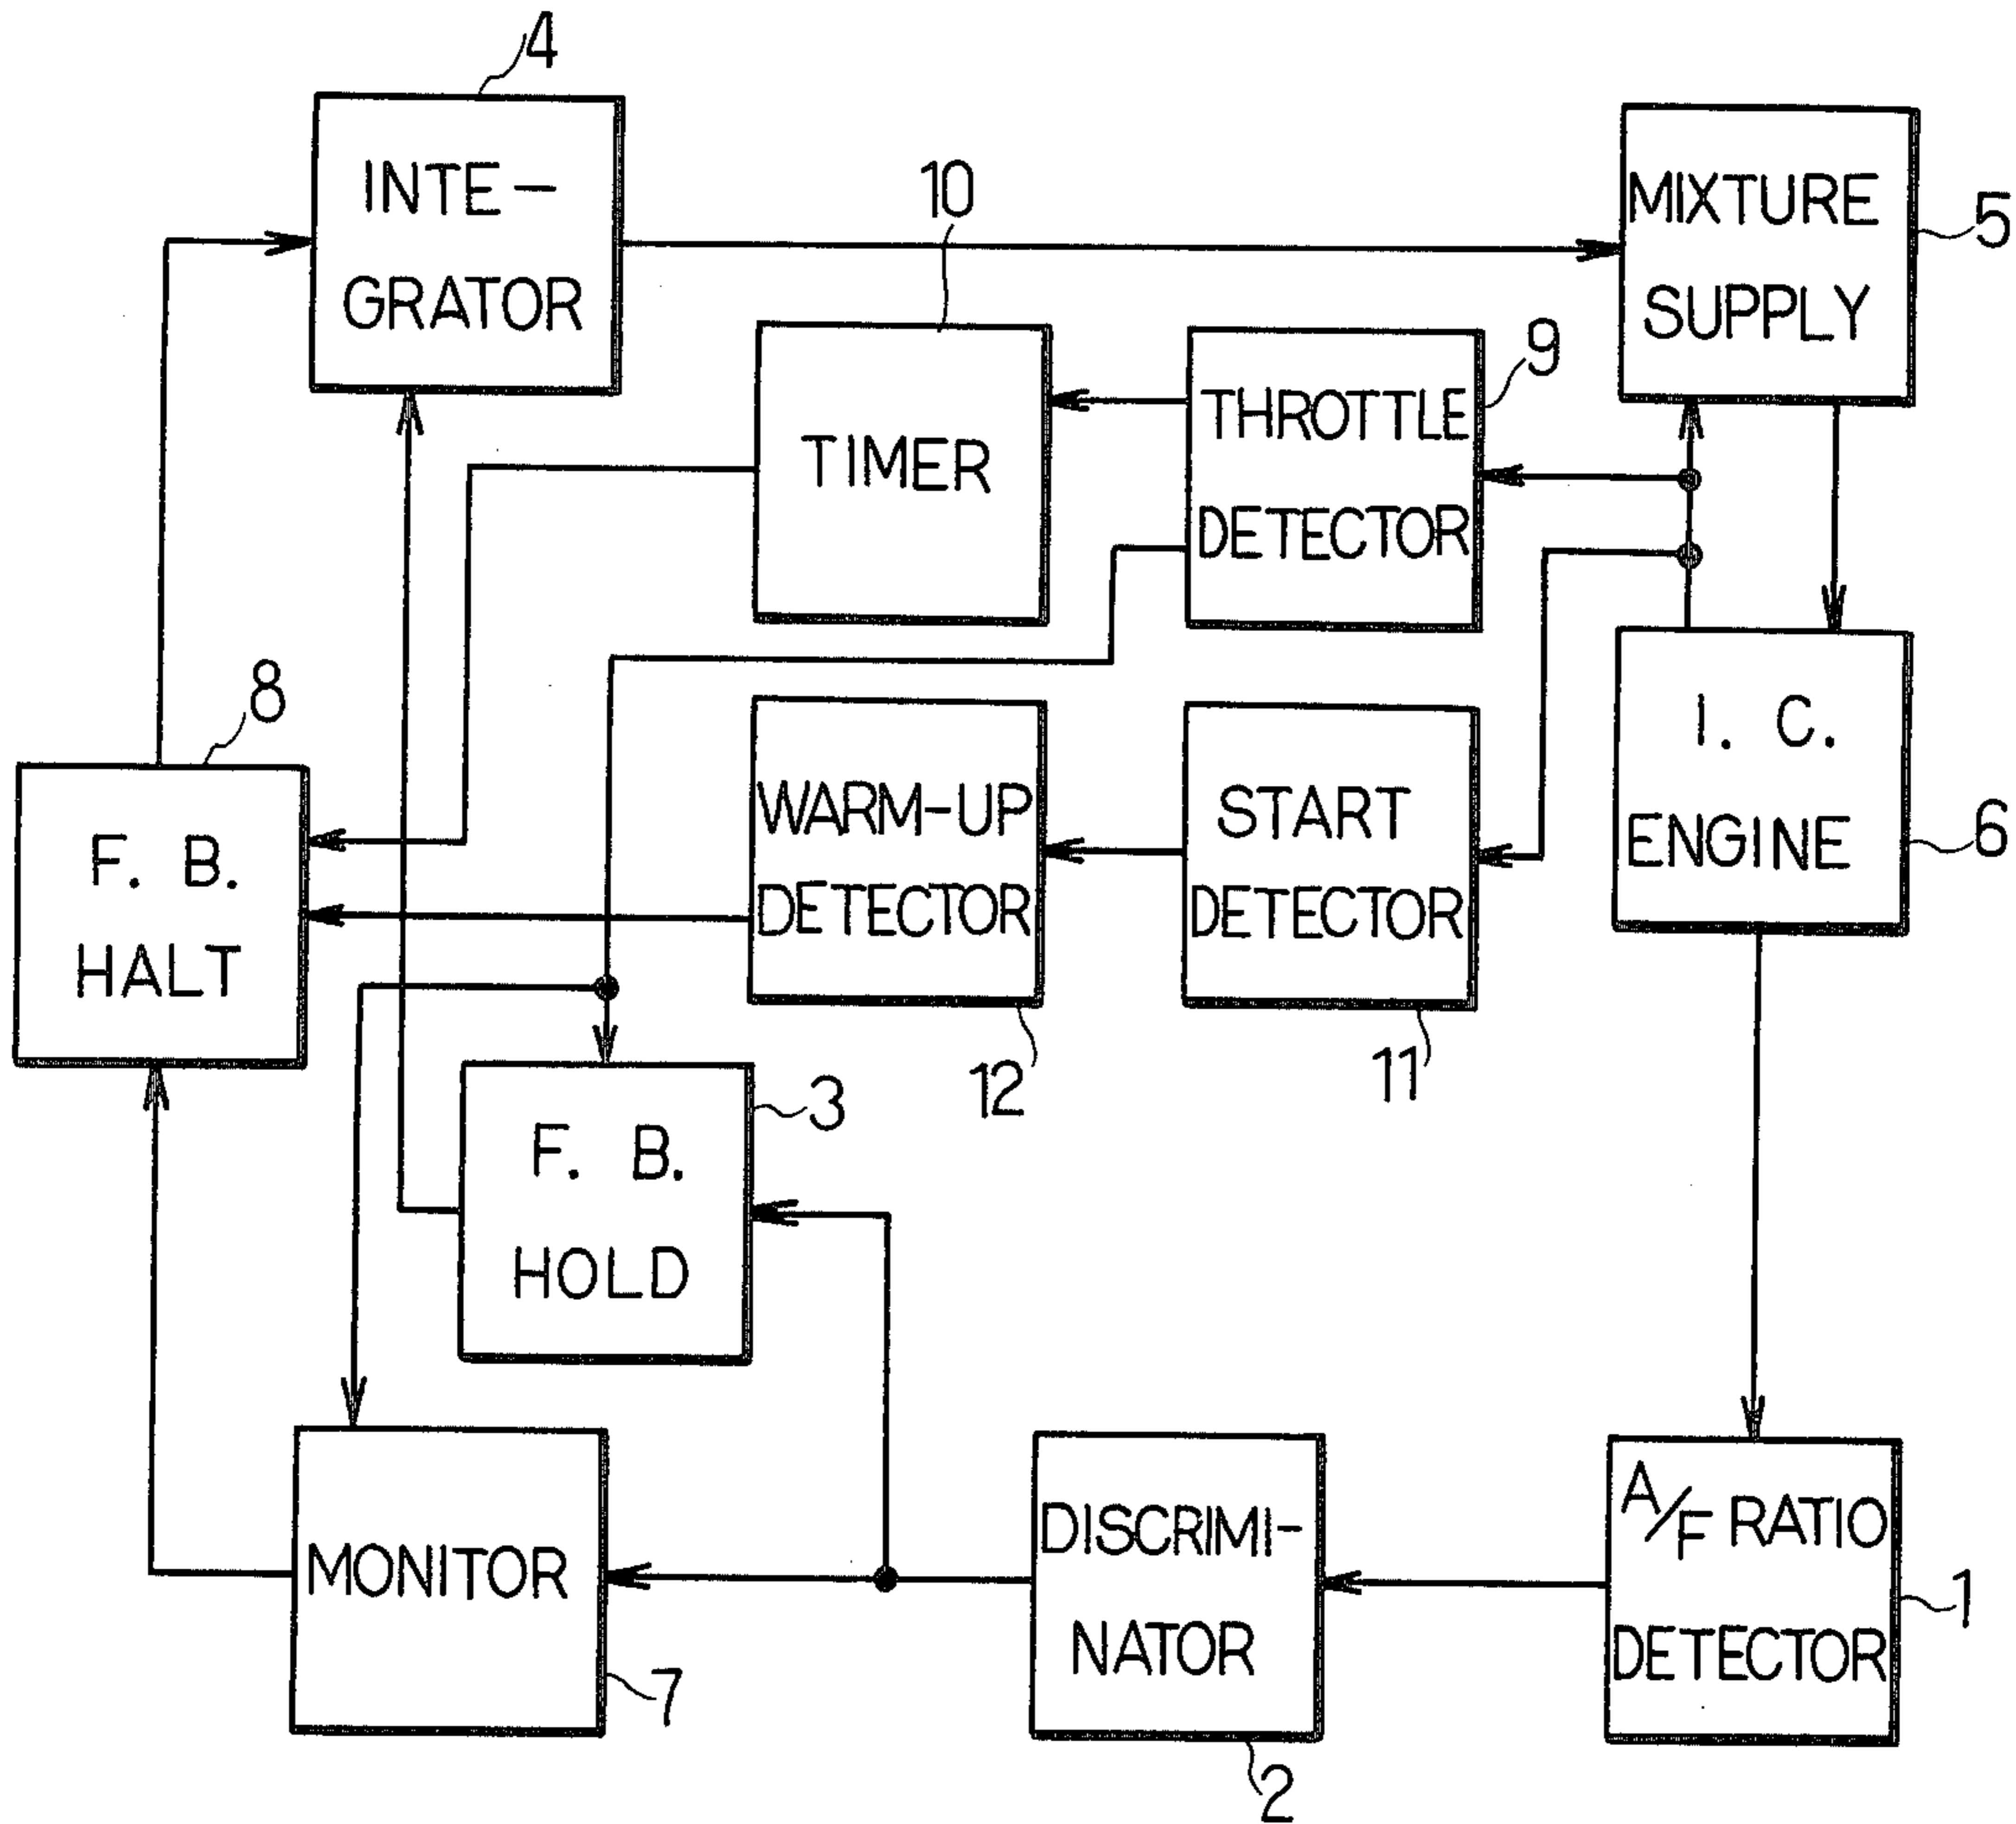 4
INTE-
GRATOR
10
MIXTURE
SUPPLY
5
TIMER
THROTTLE
DETECTOR
9
8
F. B.
HALT
WARM-UP
DETECTOR
12
START
DETECTOR
11
I. C.
ENGINE
6
3
F. B.
HOLD
MONITOR
7
DISCRIMI-
NATOR
2
A/F RATIO
DETECTOR
1